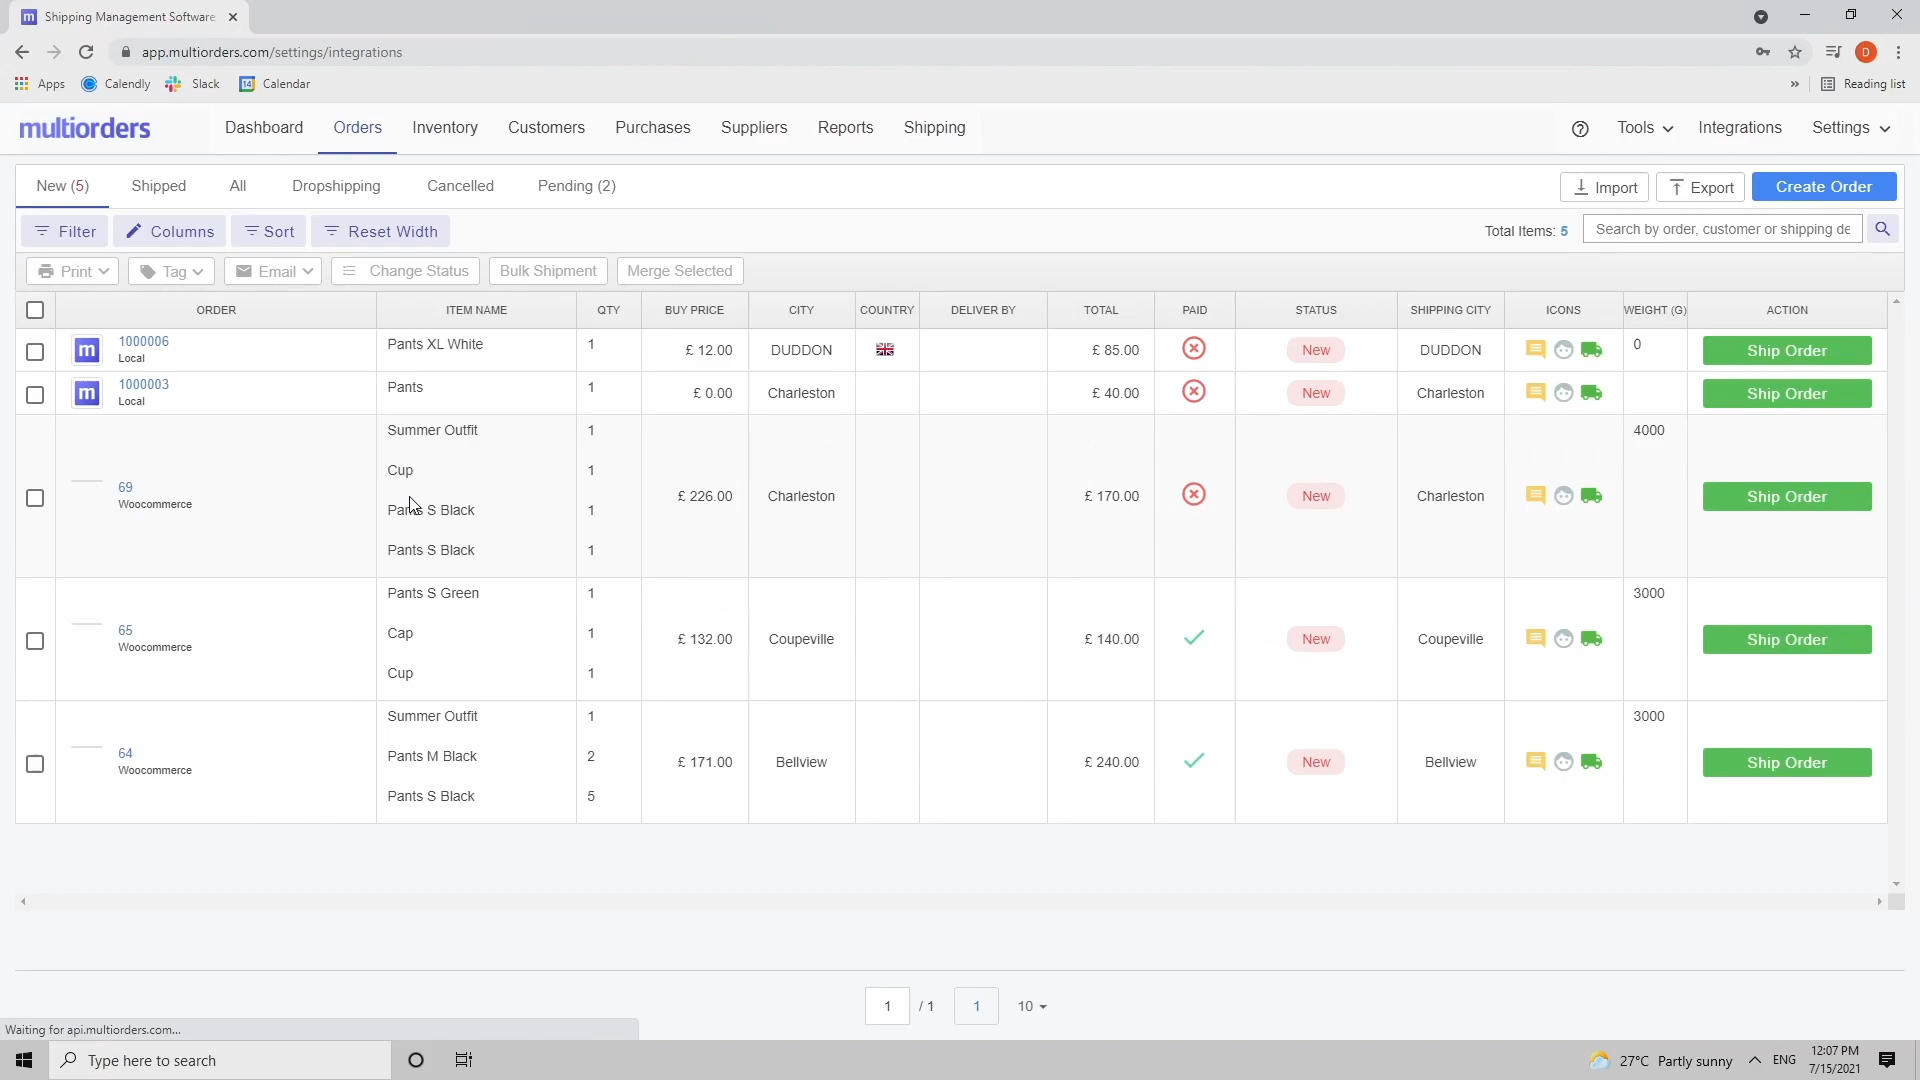 m Shipping Management Software
app.multiorders.com/settings/integrations
D
Apps Calendly Slack 14 Calendar » Reading list
multiorders Dashboard Orders Inventory Customers Purchases Suppliers Reports Shipping Tools Integrations Settings
New (5) Shipped All Dropshipping Cancelled Pending (2) Import Export Create Order
Filter Columns Sort Reset Width Total Items: 5 Search by order, customer or shipping de
Print Tag Email Change Status Bulk Shipment Merge Selected
ORDER ITEM NAME QTY BUY PRICE CITY COUNTRY DELIVER BY TOTAL PAID STATUS SHIPPING CITY ICONS WEIGHT (G) ACTION
m 1000006 Local Pants XL White 1 £ 12.00 DUDDON £ 85.00 New DUDDON 0 Ship Order
m 1000003 Local Pants 1 £ 0.00 Charleston £ 40.00 New Charleston Ship Order
Summer Outfit 1 4000
Cup 1
69 Woocommerce £ 226.00 Charleston £ 170.00 New Charleston Ship Order
Pants S Black 1
Pants S Black 1
Pants S Green 1 3000
65 Woocommerce Cap 1 £ 132.00 Coupeville £ 140.00 New Coupeville Ship Order
Cup 1
Summer Outfit 1 3000
64 Woocommerce Pants M Black 2 £ 171.00 Bellview £ 240.00 New Bellview Ship Order
Pants S Black 5
1 / 1 1 10
Waiting for api.multiorders.com...
Type here to search 27°C Partly sunny ENG 12:07 PM
7/15/2021